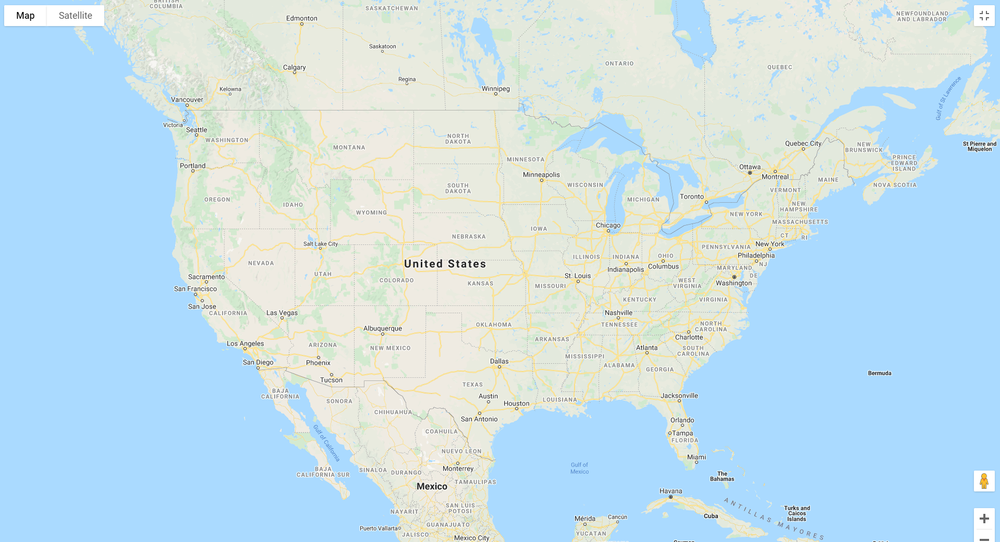 Map
Satellite
BRITISH
COLUMBIA
SASKATCHEWAN
NEWFOUNDLAND
AND LABRADOR
Edmonton
Saskatoon
Calgary
ONTARIO
QUEBEC
Regina
Kelowna
Winnipeg
Vancouver
Gulf of St Lawrence
Victoria
Seattle
WASHINGTON
NORTH
DAKOTA
MONTANA
Quebec City
NEW
BRUNSWICK
St Pierre and
Miquelon
MINNESOTA
PRINCE
EDWARD
ISLAND
Portland
Ottawa
Minneapolis
Montreal
MAINE
WISCONSIN
NOVA SCOTIA
SOUTH
DAKOTA
VERMONT
OREGON
IDAHO
MICHIGAN
Toronto
NEW
HAMPSHIRE
WYOMING
NEW YORK
MASSACHUSETTS
Chicago
IOWA
NEBRASKA
CT
RI
Salt Lake City
PENNSYLVANIA
New York
NEVADA
United States
ILLINOIS
INDIANA
OHIO
Philadelphia
NJ
Indianapolis
Columbus
MARYLAND
UTAH
Sacramento
COLORADO
KANSAS
St. Louis
MISSOURI
WEST
VIRGINIA
DE
Washington
San Francisco
San Jose
CALIFORNIA
KENTUCKY
VIRGINIA
Las Vegas
Nashville
Albuquerque
OKLAHOMA
TENNESSEE
NORTH
CAROLINA
Charlotte
Los Angeles
ARIZONA
NEW MEXICO
ARKANSAS
Atlanta
SOUTH
CAROLINA
San Diego
Phoenix
Dallas
MISSISSIPPI
ALABAMA
GEORGIA
Bermuda
Tucson
TEXAS
BAJA
CALIFORNIA
SONORA
Austin
Houston
LOUISIANA
Jacksonville
CHIHUAHUA
San Antonio
Orlando
Gulf of California
COAHUILA
Tampa
FLORIDA
NUEVO LEON
Miami
Gulf of
Mexico
BAJA
CALIFORNIA SUR
SINALOA
DURANGO
Monterrey
The
Bahamas
TAMAULIPAS
Mexico
Havana
ANTILLAS MAYORES
SAN LUIS
POTOSI
NAYARIT
Turks and
Caicos
Islands
Cuba
Mérida
Cancún
GUANAJUATO
Puerto Vallarta
JALISCO
YUCATAN
Mexico City